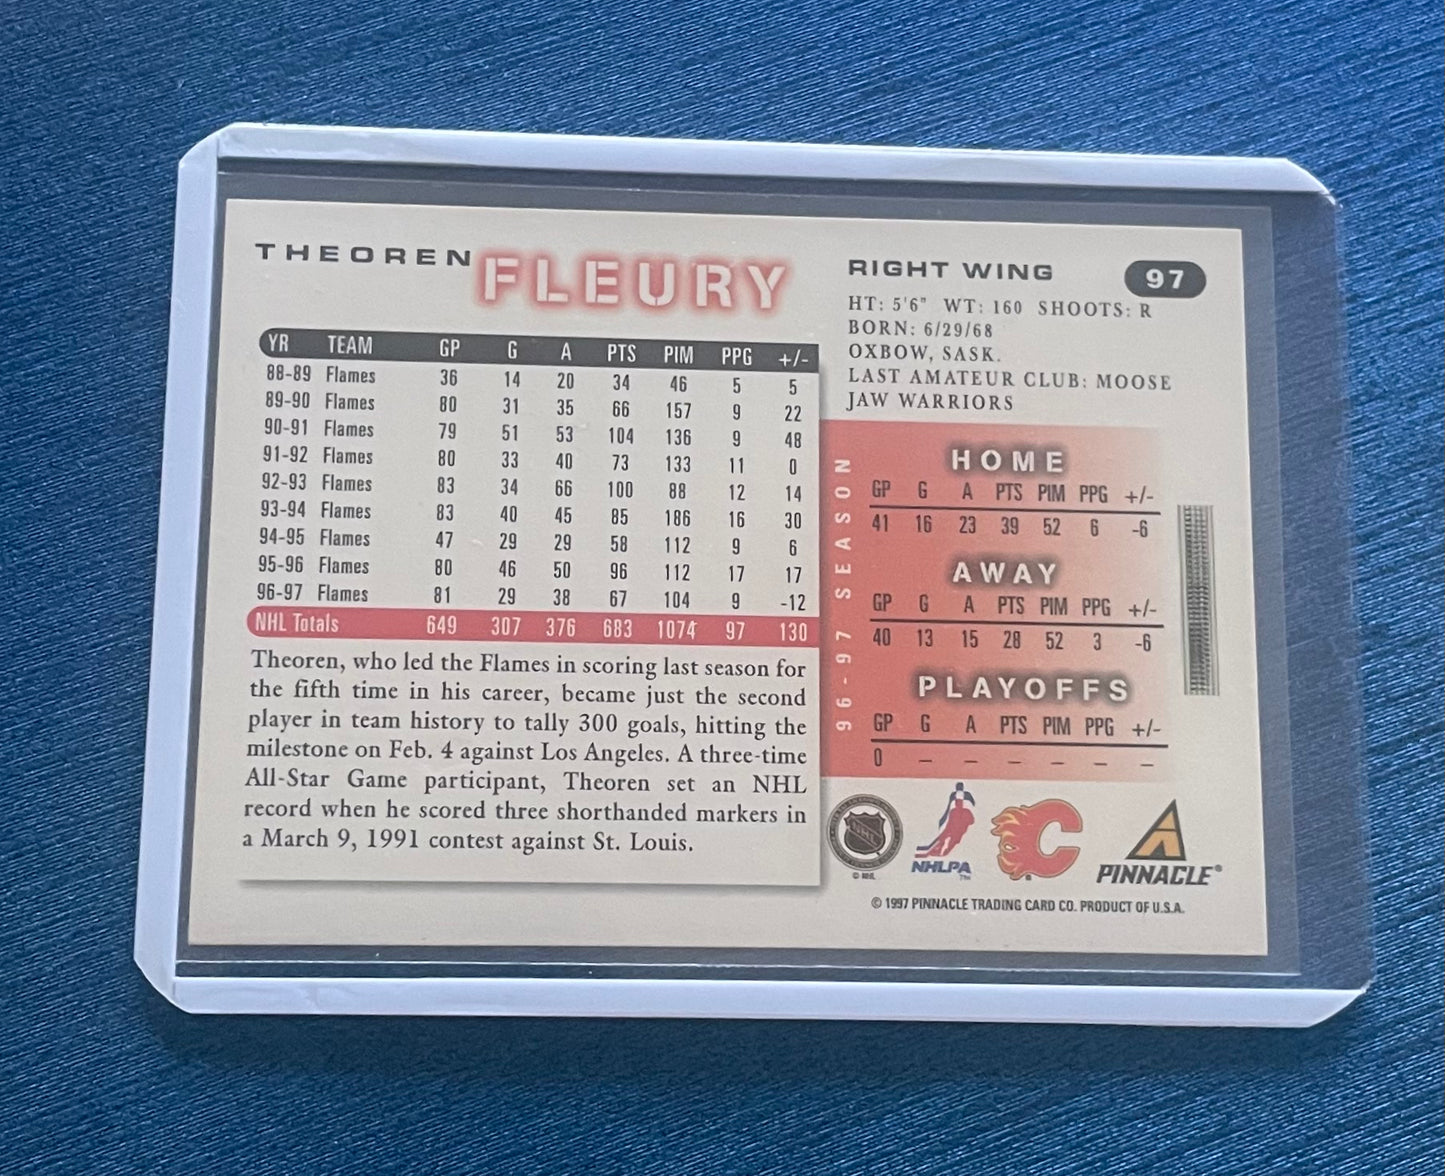 THEOREN FLEURY
YR TEAM GP G A PTS PIM PPG +/-
88-89 Flames 36 14 20 34 46 5 5
89-90 Flames 80 31 35 66 157 9 22
90-91 Flames 79 51 53 104 136 9 48
91-92 Flames 80 33 40 73 133 11 0
92-93 Flames 83 34 66 100 88 12 14
93-94 Flames 83 40 45 85 186 16 30
94-95 Flames 47 29 29 58 112 9 6
95-96 Flames 80 46 50 96 112 17 17
96-97 Flames 81 29 38 67 104 9 -12
NHL Totals 649 307 376 683 1074 97 130
Theoren, who led the Flames in scoring last season for
the fifth time in his career, became just the second
player in team history to tally 300 goals, hitting the
milestone on Feb. 4 against Los Angeles. A three-time
All-Star Game participant, Theoren set an NHL
record when he scored three shorthanded markers in
a March 9, 1991 contest against St. Louis.
RIGHT WING 97
HT: 5'6" WT: 160 SHOOTS: R
BORN: 6/29/68
OXBOW, SASK.
LAST AMATEUR CLUB: MOOSE
JAW WARRIORS
96-97 SEASON
HOME
GP G A PTS PIM PPG +/-
41 16 23 39 52 6 -6
AWAY
GP G A PTS PIM PPG +/-
40 13 15 28 52 3 -6
PLAYOFFS
GP G A PTS PIM PPG +/-
0 – – – – – –
NHL
© NHL
NHLPA
TM
C
®
PINNACLE®
© 1997 PINNACLE TRADING CARD CO. PRODUCT OF U.S.A.